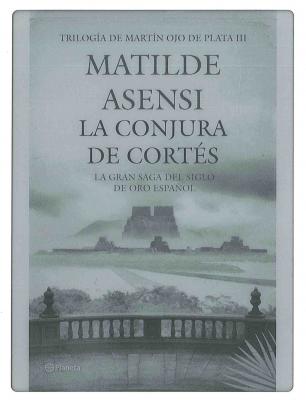 TRILOGÍA DE MARTÍN OJO DE PLATA III
MATILDE
ASENSI
LA CONJURA
DE CORTÉS
LA GRAN SAGA DEL SIGLO
DE ORO ESPAÑOL
Planeta